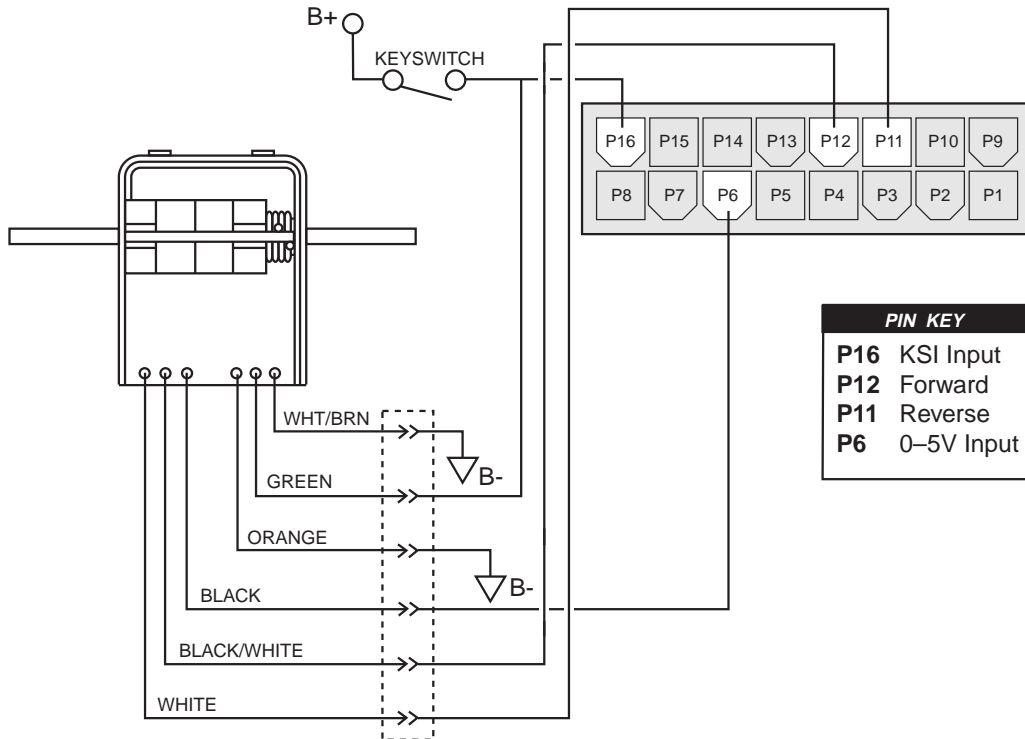 B+
KEYSWITCH
P16 P15 P14 P13 P12 P11 P10 P9
P8 P7 P6 P5 P4 P3 P2 P1
PIN KEY
P16 KSI Input
P12 Forward
P11 Reverse
P6 0–5V Input
WHT/BRN
B-
GREEN
ORANGE
B-
BLACK
BLACK/WHITE
WHITE